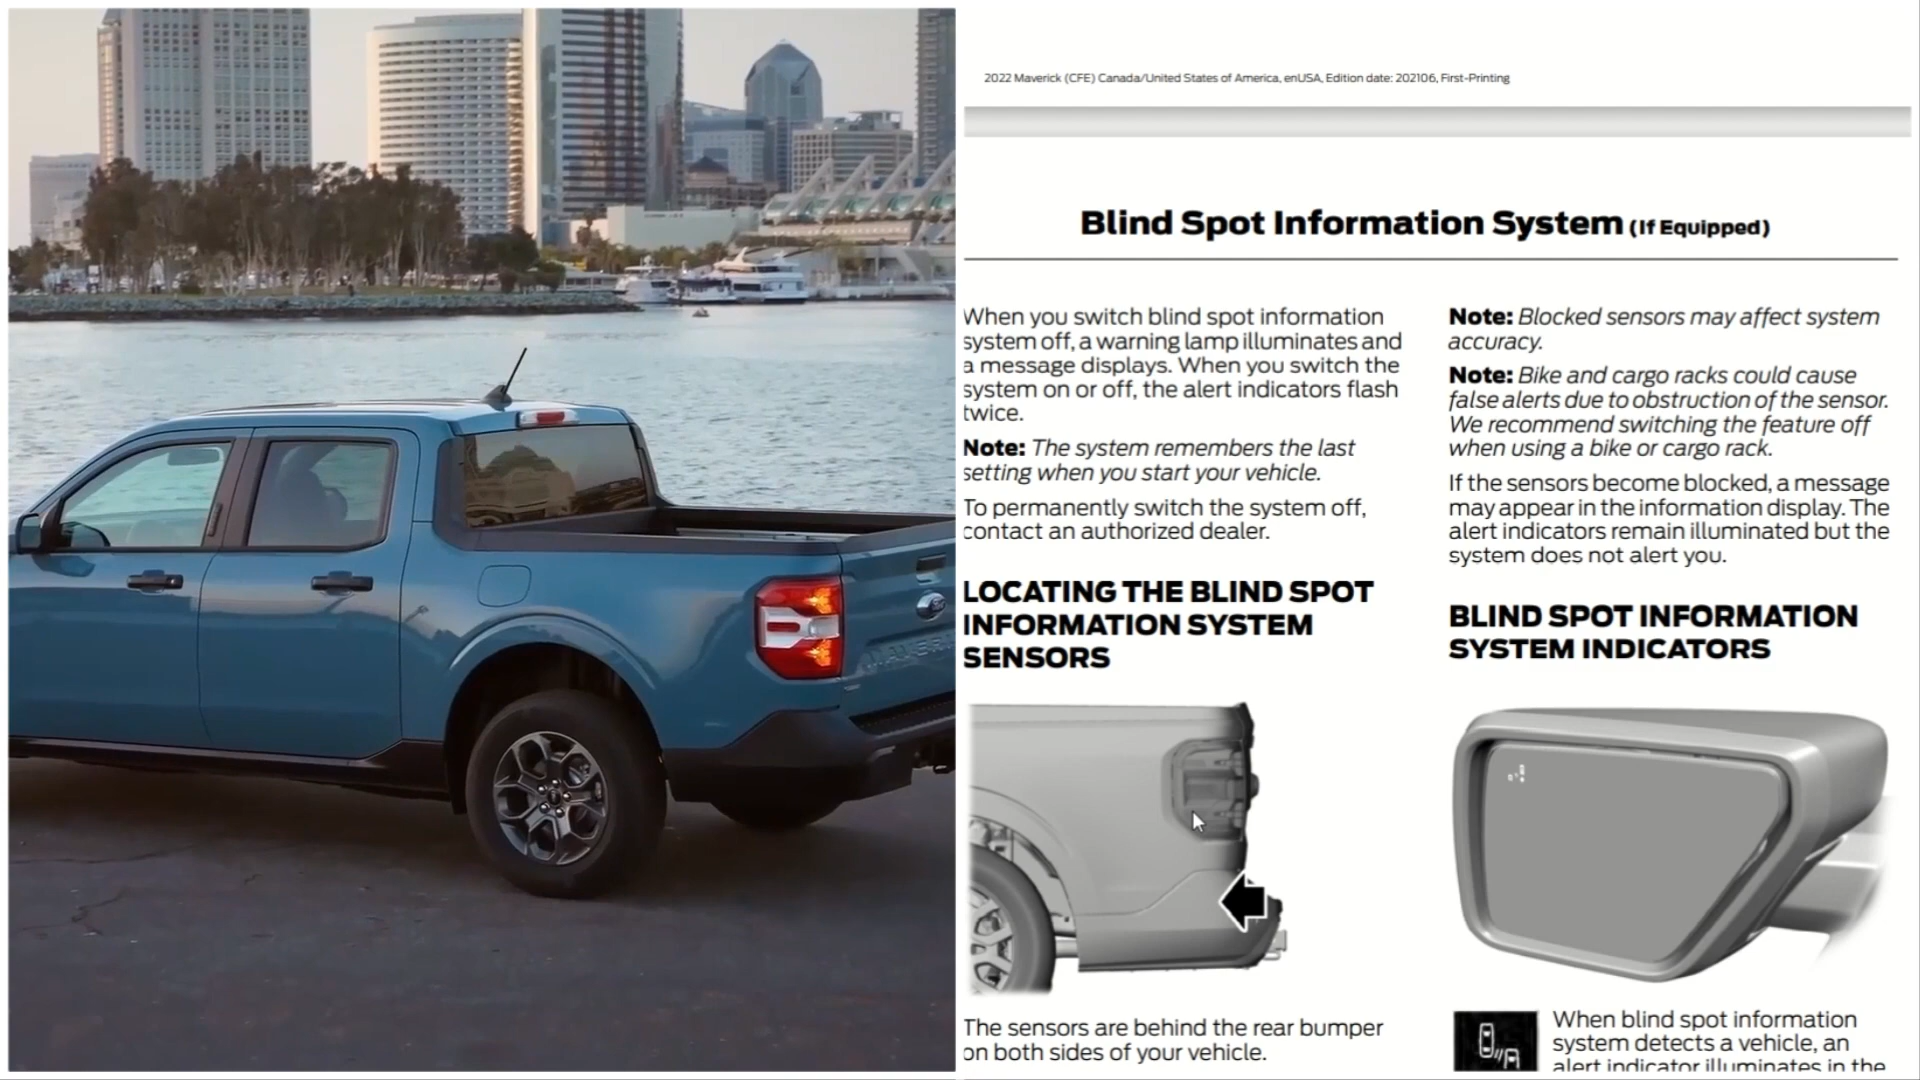 2022 Maverick (CFE) Canada/United States of America, enUSA, Edition date: 202106, First-Printing
Blind Spot Information System (If Equipped)
When you switch blind spot information
system off, a warning lamp illuminates and
a message displays. When you switch the
system on or off, the alert indicators flash
twice.
Note: The system remembers the last
setting when you start your vehicle.
To permanently switch the system off,
contact an authorized dealer.
LOCATING THE BLIND SPOT
INFORMATION SYSTEM
SENSORS
The sensors are behind the rear bumper
on both sides of your vehicle.
Note: Blocked sensors may affect system
accuracy.
Note: Bike and cargo racks could cause
false alerts due to obstruction of the sensor.
We recommend switching the feature off
when using a bike or cargo rack.
If the sensors become blocked, a message
may appear in the information display. The
alert indicators remain illuminated but the
system does not alert you.
BLIND SPOT INFORMATION
SYSTEM INDICATORS
When blind spot information
system detects a vehicle, an
alert indicator illuminates in the
MAVERICK